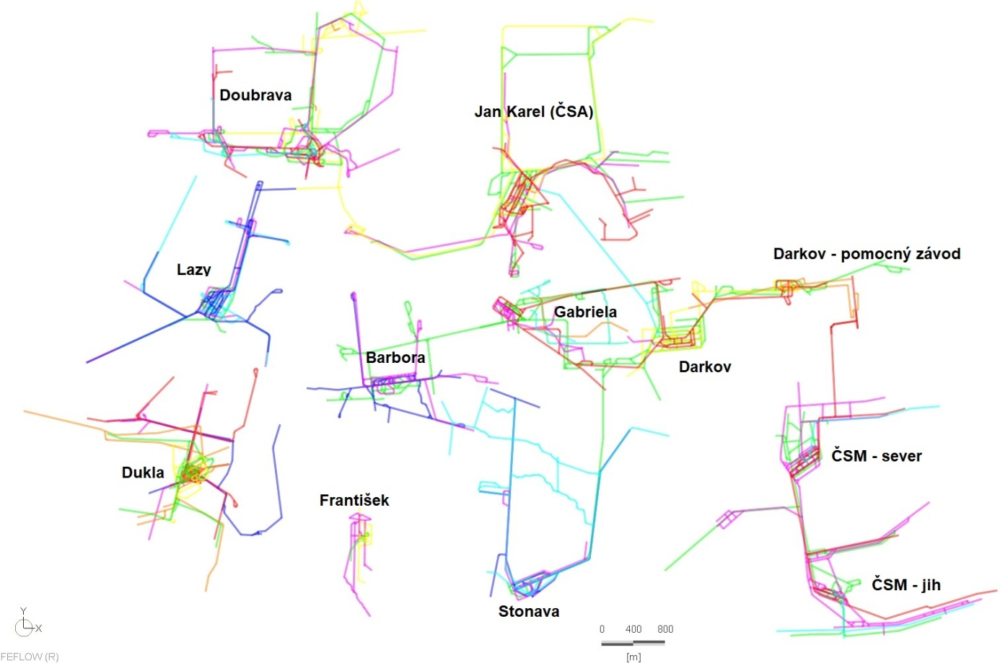 Doubrava
Jan Karel (ČSA)
Lazy
Darkov - pomocný závod
Gabriela
Barbora
Darkov
ČSM - sever
Dukla
František
ČSM - jih
Stonava
Y
X
0 400 800
[m]
FEFLOW (R)